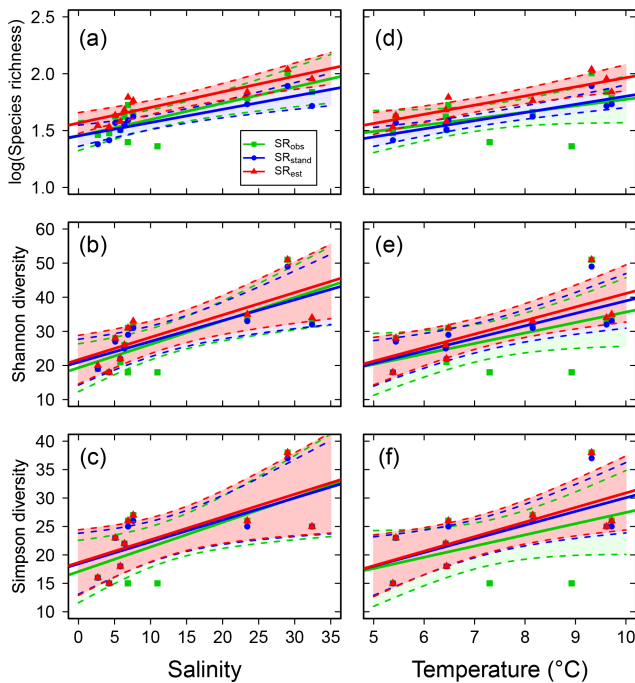 (a)
(d)
log(Species richness)
2.5
2.0
1.5
1.0
SRobs
SRstand
SRest
(b)
(e)
Shannon diversity
60
50
40
30
20
10
(c)
(f)
Simpson diversity
40
35
30
25
20
15
10
0 5 10 15 20 25 30 35
5 6 7 8 9 10
Salinity
Temperature (°C)